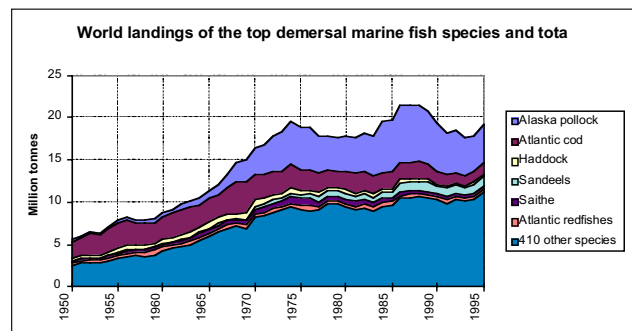 World landings of the top demersal marine fish species and tota
Million tonnes
25
20
15
10
5
0
1950
1955
1960
1965
1970
1975
1980
1985
1990
1995
Alaska pollock
Atlantic cod
Haddock
Sandeels
Saithe
Atlantic redfishes
410 other species